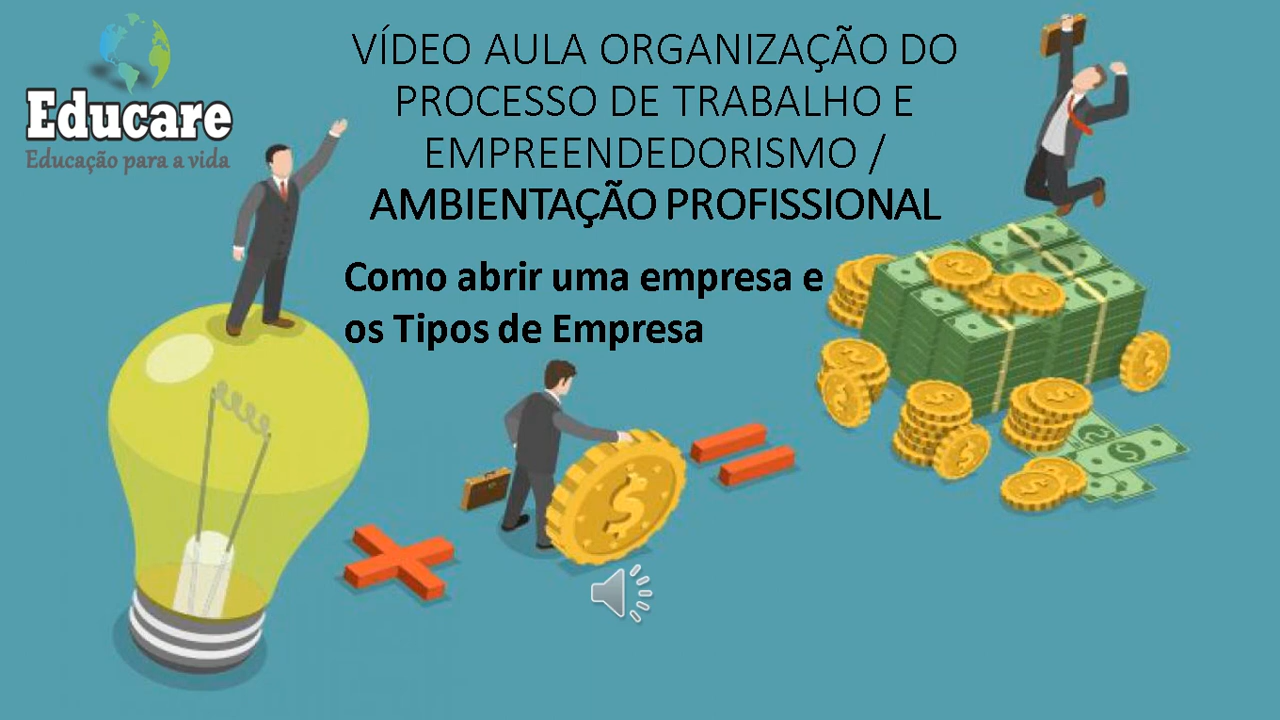 Educare
Educação para a vida
VÍDEO AULA ORGANIZAÇÃO DO
PROCESSO DE TRABALHO E
EMPREENDEDORISMO /
AMBIENTAÇÃO PROFISSIONAL
Como abrir uma empresa e
os Tipos de Empresa